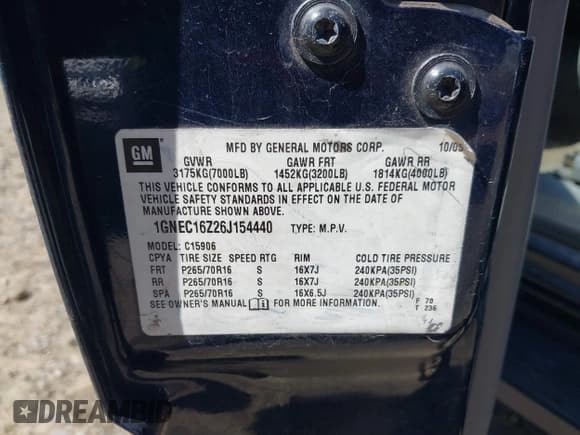 GM
MFD BY GENERAL MOTORS CORP. 10/05
GVWR GAWR FRT GAWR RR
3175KG(7000LB) 1452KG(3200LB) 1814KG(4000LB)
THIS VEHICLE CONFORMS TO ALL APPLICABLE U.S. FEDERAL MOTOR
VEHICLE SAFETY STANDARDS IN EFFECT ON THE DATE OF
MANUFACTURE SHOWN ABOVE.
1GNEC16Z26J154440 TYPE: M.P.V.
MODEL: C15906
CPYA TIRE SIZE SPEED RTG RIM COLD TIRE PRESSURE
FRT P265/70R16 S 16X7J 240KPA(35PSI)
RR P265/70R16 S 16X7J 240KPA(35PSI)
SPA P265/70R16 S 16X6.5J 240KPA(35PSI)
SEE OWNER'S MANUAL FOR MORE INFORMATION. F 70
T 236
DREAMBID